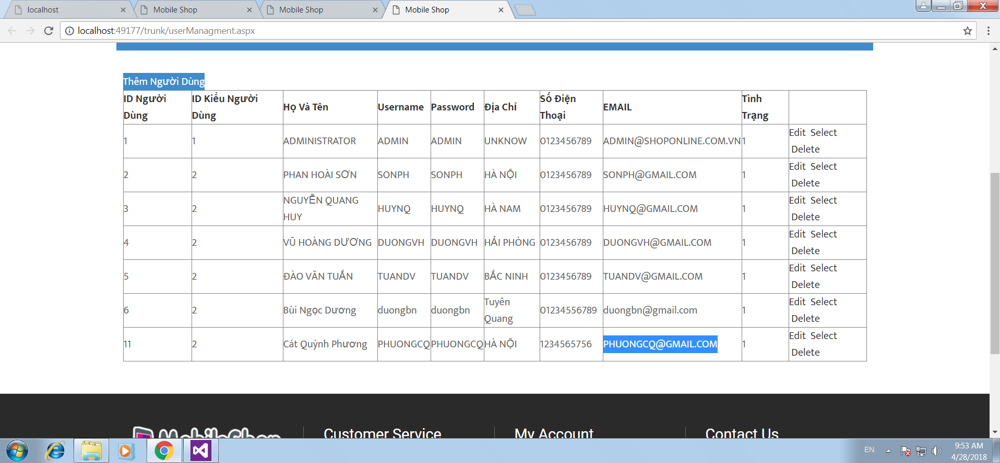 localhost
Mobile Shop
Mobile Shop
Mobile Shop
localhost:49177/trunk/userManagment.aspx
Thêm Người Dùng
ID Người Dùng ID Kiểu Người Dùng Họ Và Tên Username Password Địa Chỉ Số Điện Thoại EMAIL Tình Trạng
1 1 ADMINISTRATOR ADMIN ADMIN UNKNOW 0123456789 ADMIN@SHOPONLINE.COM.VN 1 Edit Select Delete
2 2 PHAN HOÀI SƠN SONPH SONPH HÀ NỘI 0123456789 SONPH@GMAIL.COM 1 Edit Select Delete
3 2 NGUYỄN QUANG HUY HUYNQ HUYNQ HÀ NAM 0123456789 HUYNQ@GMAIL.COM 1 Edit Select Delete
4 2 VŨ HOÀNG DƯƠNG DUONGVH DUONGVH HẢI PHÒNG 0123456789 DUONGVH@GMAIL.COM 1 Edit Select Delete
5 2 ĐÀO VĂN TUẤN TUANDV TUANDV BẮC NINH 0123456789 TUANDV@GMAIL.COM 1 Edit Select Delete
6 2 Bùi Ngọc Dương duongbn duongbn Tuyên Quang 01234556789 duongbn@gmail.com 1 Edit Select Delete
11 2 Cát Quỳnh Phương PHUONGCQ PHUONGCQ HÀ NỘI 1234565756 PHUONGCQ@GMAIL.COM 1 Edit Select Delete
MobileShop
Customer Service
My Account
Contact Us
EN
9:53 AM
4/28/2018